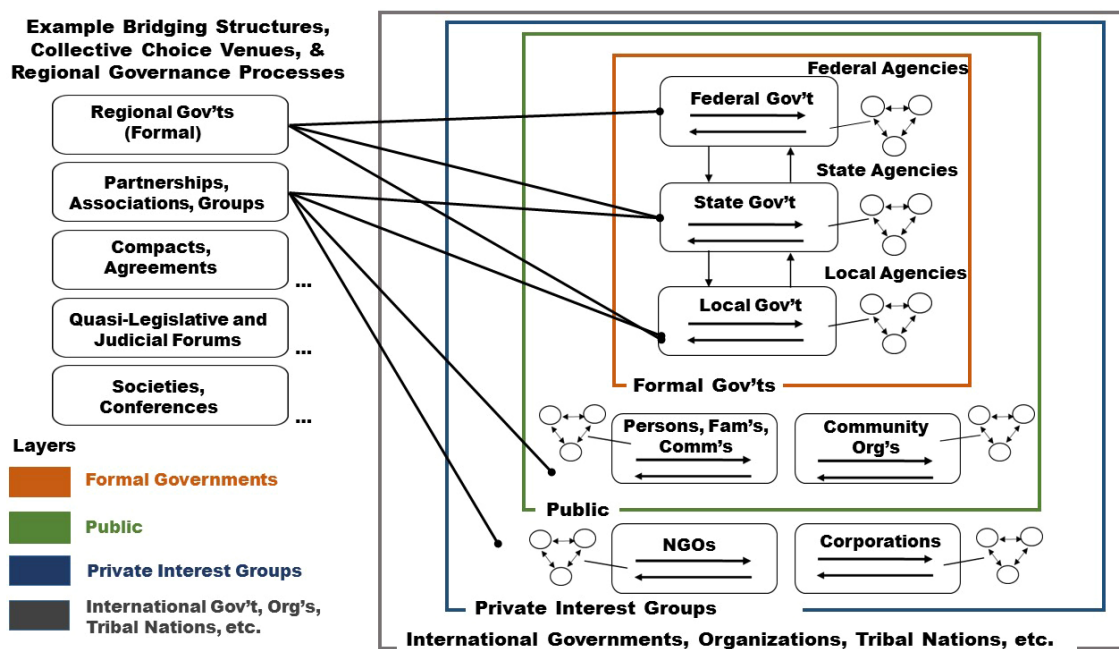 Example Bridging Structures,
Collective Choice Venues, &
Regional Governance Processes
Regional Gov'ts
(Formal)
Partnerships,
Associations, Groups
Compacts,
Agreements
...
Quasi-Legislative and
Judicial Forums
...
Societies,
Conferences
...
Layers
Formal Governments
Public
Private Interest Groups
International Gov't, Org's,
Tribal Nations, etc.
Federal Agencies
Federal Gov't
State Agencies
State Gov't
Local Agencies
Local Gov't
Formal Gov'ts
Persons, Fam's,
Comm's
Community
Org's
Public
NGOs
Corporations
Private Interest Groups
International Governments, Organizations, Tribal Nations, etc.